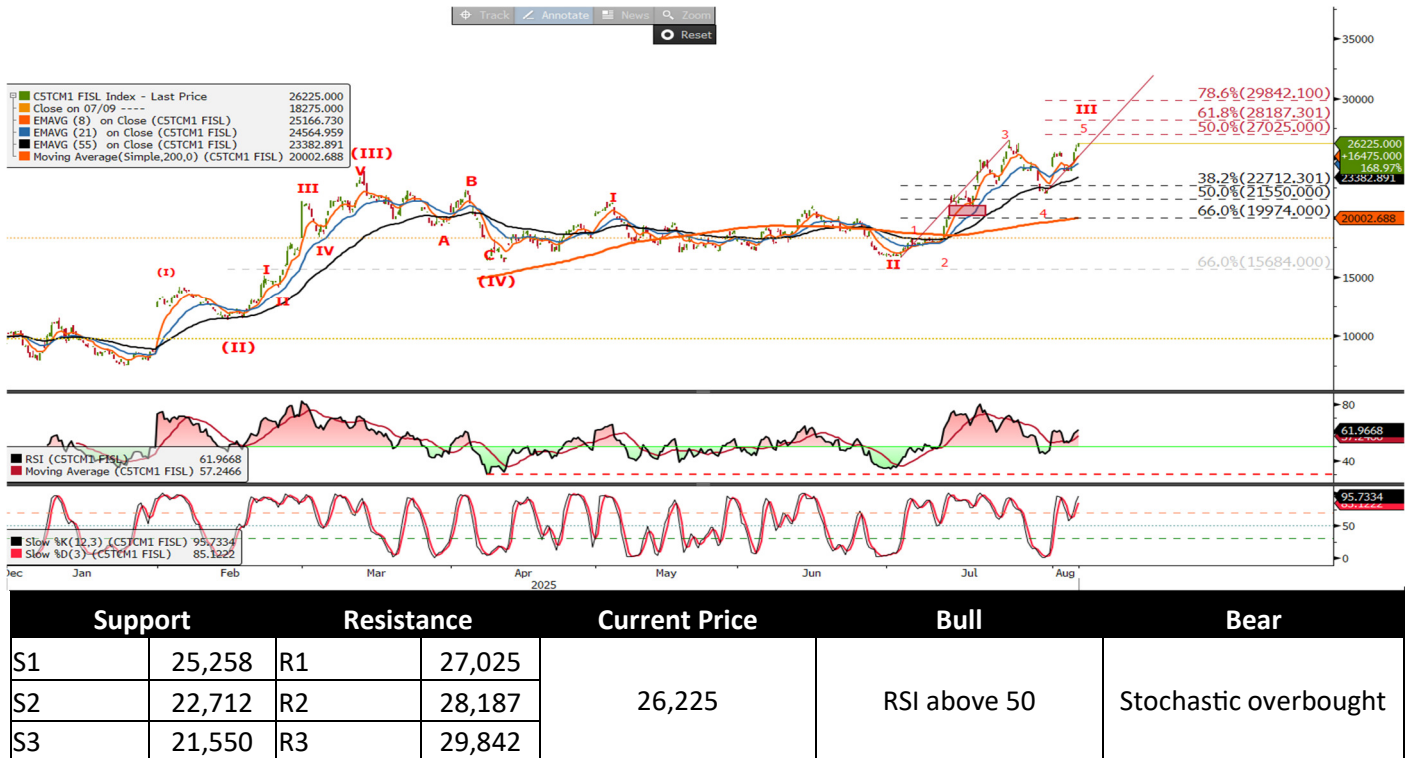 Track Annotate News Zoom
Reset
35000
30000
15000
10000
C5TCM1 FISL Index - Last Price 26225.000
Close on 07/09 ---- 18275.000
EMAVG (8) on Close (C5TCM1 FISL) 25166.730
EMAVG (21) on Close (C5TCM1 FISL) 24564.959
EMAVG (55) on Close (C5TCM1 FISL) 23382.891
Moving Average(Simple,200,0) (C5TCM1 FISL) 20002.688
78.6%(29842.100)
61.8%(28187.301)
50.0%(27025.000)
38.2%(22712.301)
50.0%(21550.000)
66.0%(19974.000)
66.0%(15684.000)
26225.000
+16475.000
168.97%
23382.891
20002.688
(I)
(II)
I
II
III
IV
V
(III)
A
B
C
(IV)
I
II
1
2
3
4
5
III
80
40
61.9668
RSI (C5TCM1 FISL) 61.9668
Moving Average (C5TCM1 FISL) 57.2466
50
0
95.7334
Slow %K(12,3) (C5TCM1 FISL) 95.7334
Slow %D(3) (C5TCM1 FISL) 85.1222
Jan Feb Mar Apr May Jun Jul Aug
2025
Support Resistance Current Price Bull Bear
S1 25,258 R1 27,025
S2 22,712 R2 28,187 26,225 RSI above 50 Stochastic overbought
S3 21,550 R3 29,842